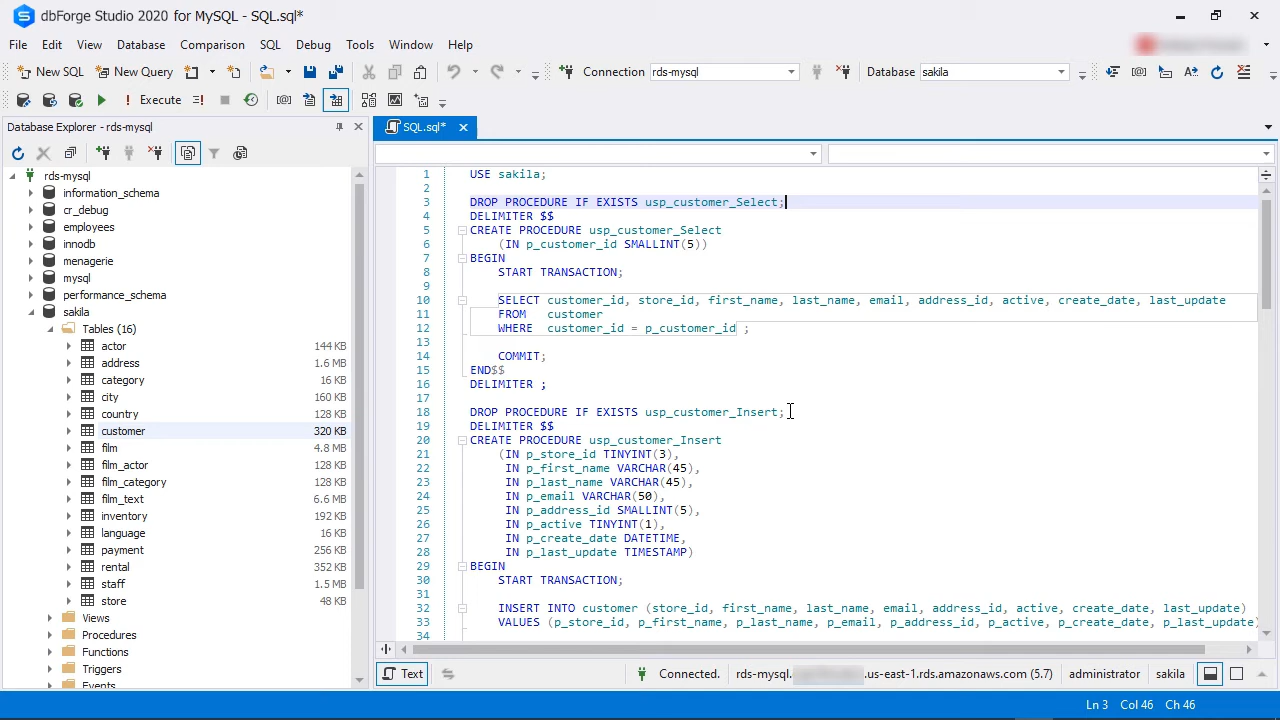 dbForge Studio 2020 for MySQL - SQL.sql*
File Edit View Database Comparison SQL Debug Tools Window Help
New SQL New Query Connection rds-mysql Database sakila
Execute
Database Explorer - rds-mysql
SQL.sql*
rds-mysql
information_schema
cr_debug
employees
innodb
menagerie
mysql
performance_schema
sakila
Tables (16)
actor 144 KB
address 1.6 MB
category 16 KB
city 96 KB
country 128 KB
customer 320 KB
film 4.8 MB
film_actor 128 KB
film_category 128 KB
film_text 6.6 MB
inventory 192 KB
language 16 KB
payment 256 KB
rental 352 KB
staff 1.5 MB
store 48 KB
Views
Procedures
Functions
Triggers
Events
1 USE sakila;
2
3 DROP PROCEDURE IF EXISTS usp_customer_Select;
4 DELIMITER $$
5 CREATE PROCEDURE usp_customer_Select
6 (IN p_customer_id SMALLINT(5))
7 BEGIN
8 START TRANSACTION;
9
10 SELECT customer_id, store_id, first_name, last_name, email, address_id, active, create_date, last_update
11 FROM customer
12 WHERE customer_id = p_customer_id ;
13
14 COMMIT;
15 END$$
16 DELIMITER ;
17
18 DROP PROCEDURE IF EXISTS usp_customer_Insert;
19 DELIMITER $$
20 CREATE PROCEDURE usp_customer_Insert
21 (IN p_store_id TINYINT(3),
22 IN p_first_name VARCHAR(45),
23 IN p_last_name VARCHAR(45),
24 IN p_email VARCHAR(50),
25 IN p_address_id SMALLINT(5),
26 IN p_active TINYINT(1),
27 IN p_create_date DATETIME,
28 IN p_last_update TIMESTAMP)
29 BEGIN
30 START TRANSACTION;
31
32 INSERT INTO customer (store_id, first_name, last_name, email, address_id, active, create_date, last_update)
33 VALUES (p_store_id, p_first_name, p_last_name, p_email, p_address_id, p_active, p_create_date, p_last_update)
34
Text Connected. rds-mysql. .us-east-1.rds.amazonaws.com (5.7) administrator sakila
Ln 3 Col 46 Ch 46